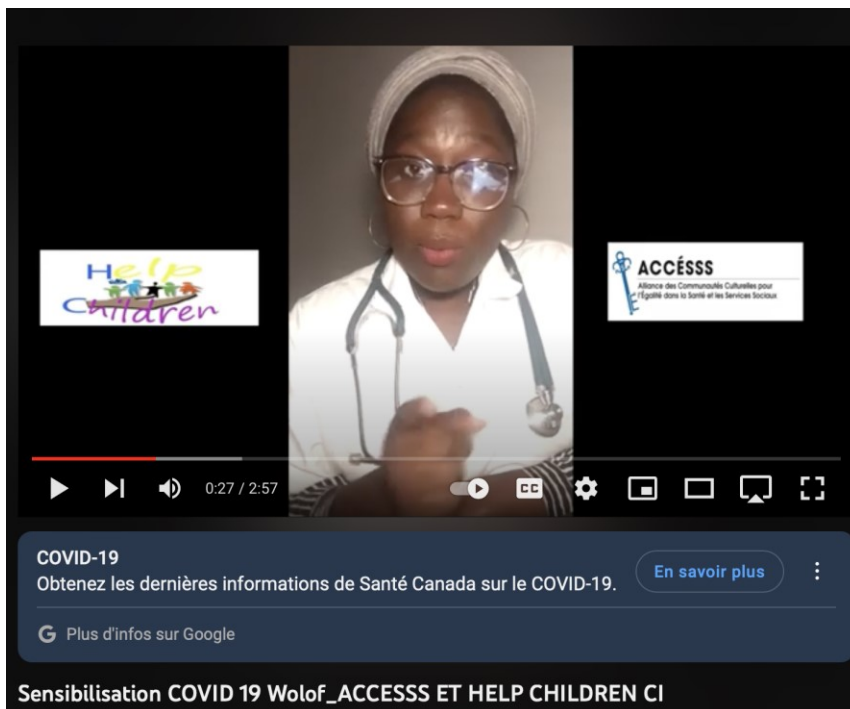 Help
Children
ACCÉSSS
Alliance des Communautés Culturelles pour
l'Égalité dans la Santé et les Services Sociaux
0:27 / 2:57
CC
COVID-19
Obtenez les dernières informations de Santé Canada sur le COVID-19.
En savoir plus
G Plus d'infos sur Google
Sensibilisation COVID 19 Wolof_ACCESSS ET HELP CHILDREN CI